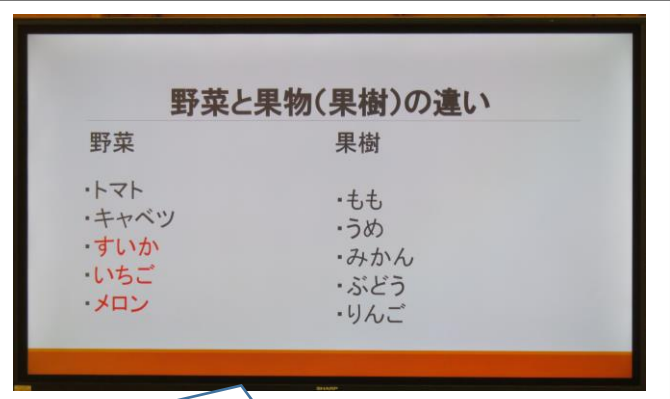 野菜と果物(果樹)の違い
野菜
・トマト
・キャベツ
・すいか
・いちご
・メロン
果樹
・もも
・うめ
・みかん
・ぶどう
・りんご
SHARP